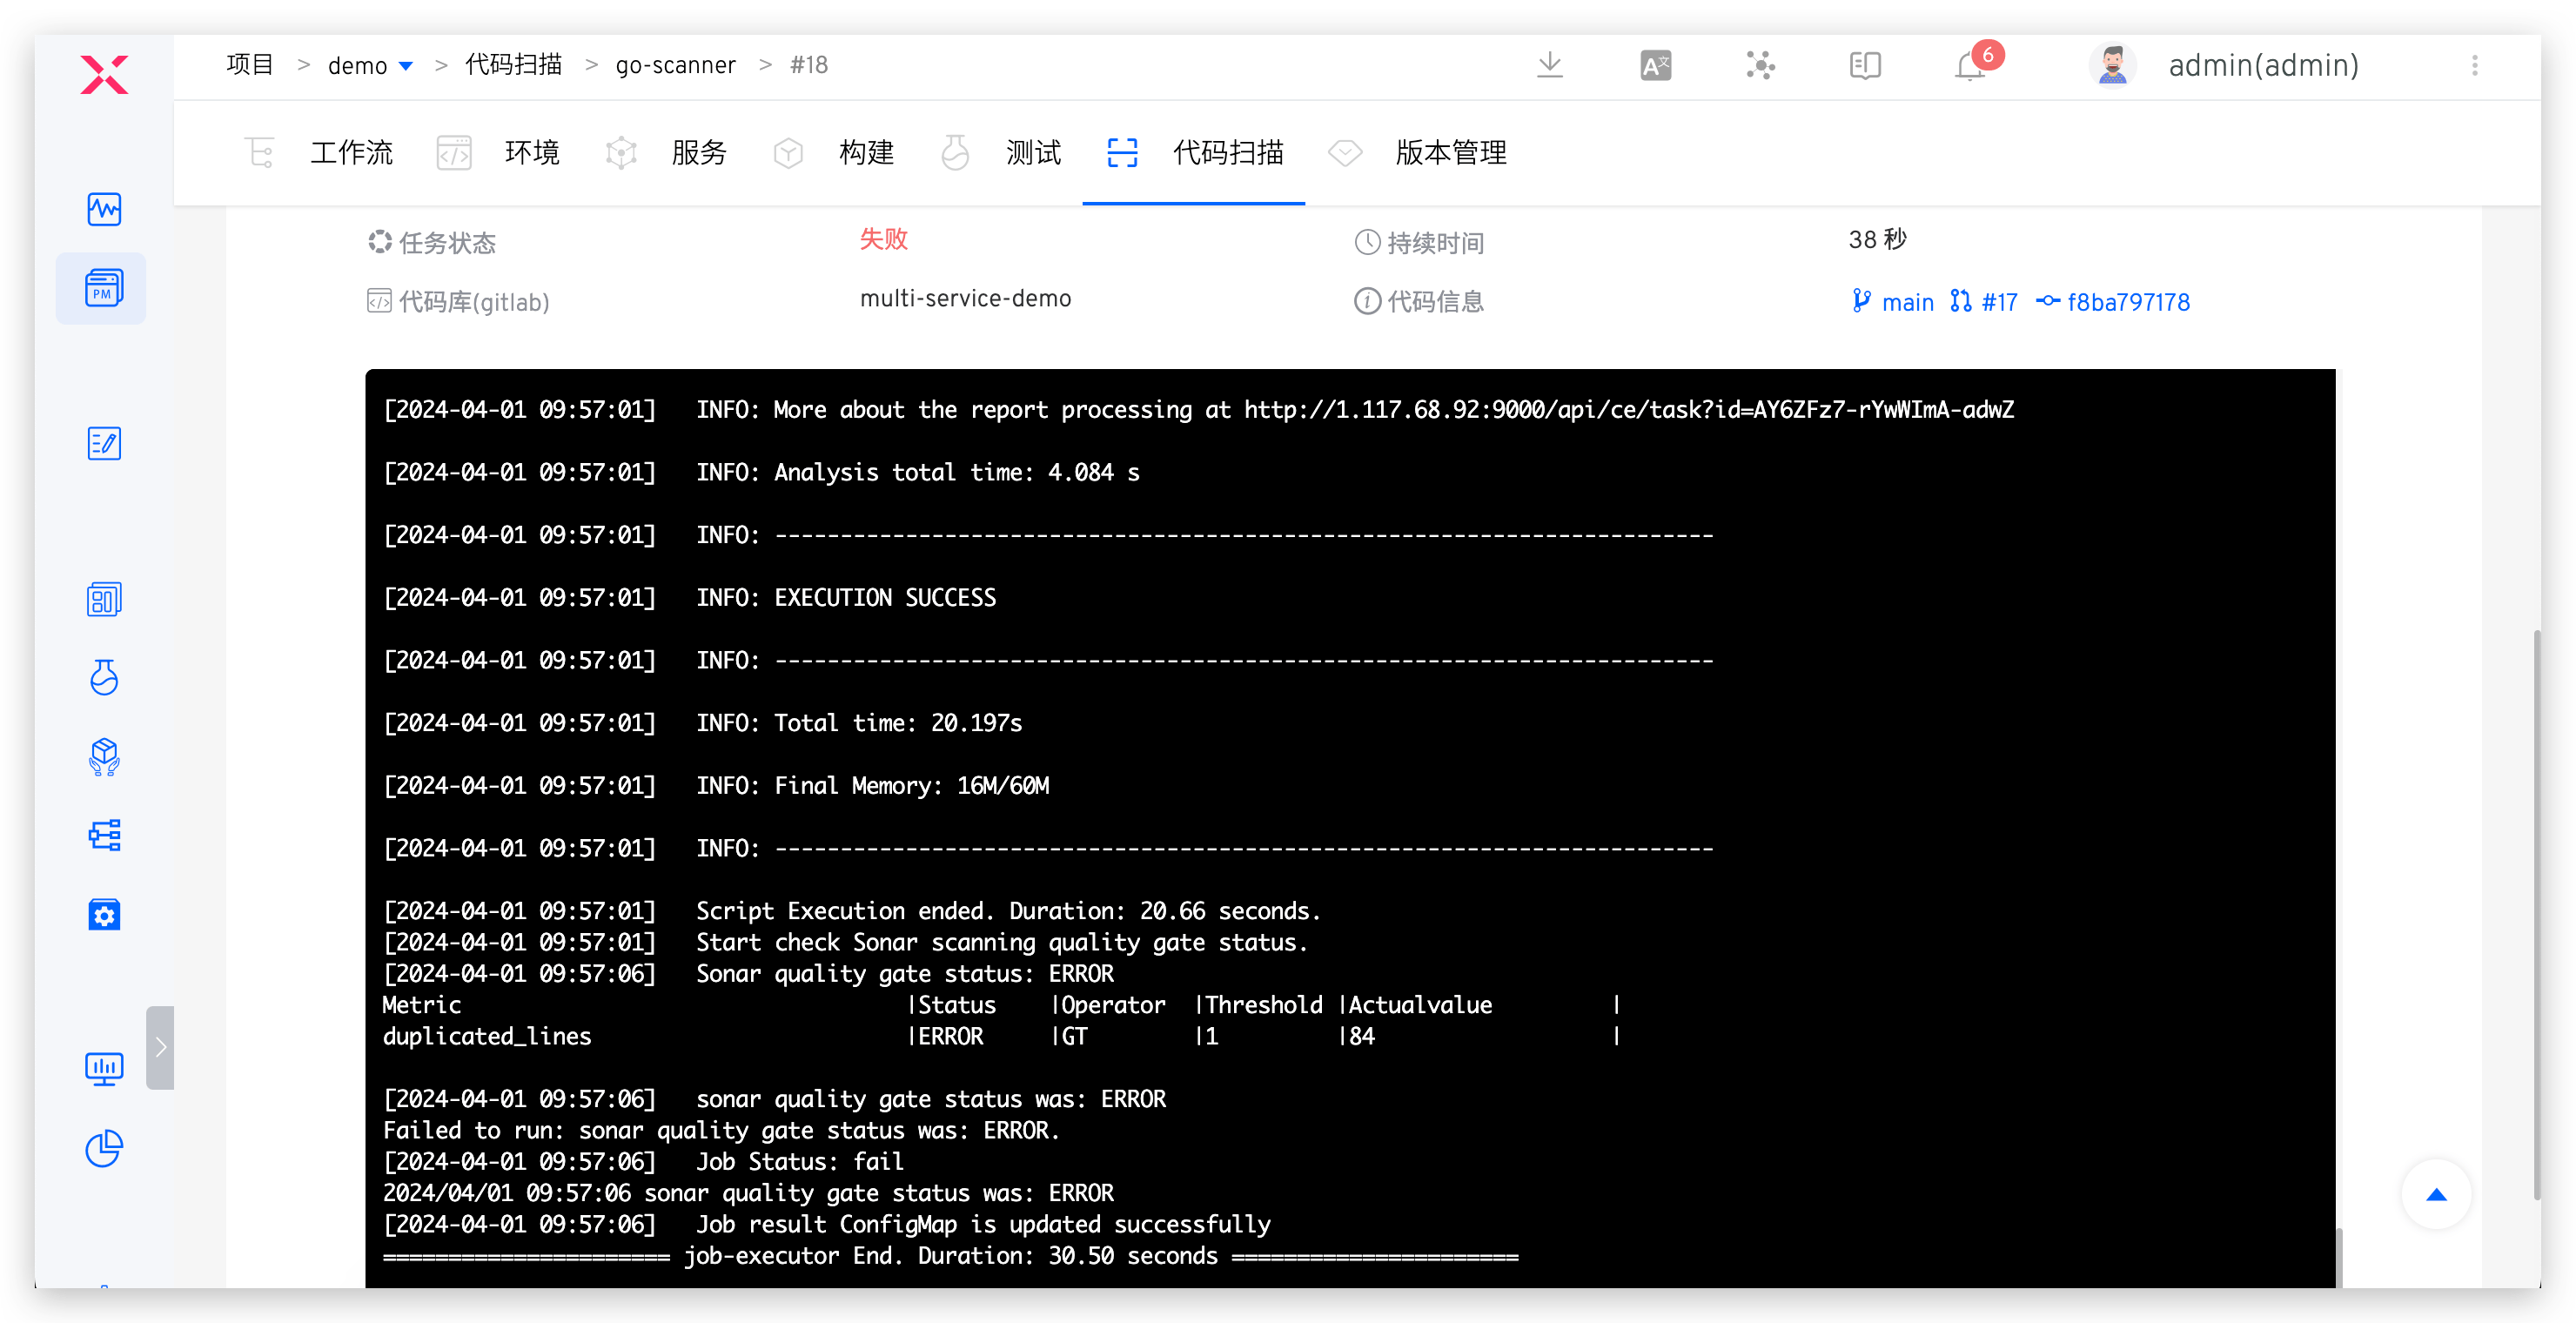 项目 > demo > 代码扫描 > go-scanner > #18
6
admin(admin)
工作流 环境 服务 构建 测试 代码扫描 版本管理
PM
任务状态 失败 持续时间 38 秒
代码库(gitlab) multi-service-demo 代码信息 main #17 f8ba797178
[2024-04-01 09:57:01] INFO: More about the report processing at http://1.117.68.92:9000/api/ce/task?id=AY6ZFz7-rYwWImA-adwZ
[2024-04-01 09:57:01] INFO: Analysis total time: 4.084 s
[2024-04-01 09:57:01] INFO: ------------------------------------------------------------------------
[2024-04-01 09:57:01] INFO: EXECUTION SUCCESS
[2024-04-01 09:57:01] INFO: ------------------------------------------------------------------------
[2024-04-01 09:57:01] INFO: Total time: 20.197s
[2024-04-01 09:57:01] INFO: Final Memory: 16M/60M
[2024-04-01 09:57:01] INFO: ------------------------------------------------------------------------
[2024-04-01 09:57:01] Script Execution ended. Duration: 20.66 seconds.
[2024-04-01 09:57:01] Start check Sonar scanning quality gate status.
[2024-04-01 09:57:06] Sonar quality gate status: ERROR
Metric |Status |Operator |Threshold |Actualvalue |
duplicated_lines |ERROR |GT |1 |84 |
[2024-04-01 09:57:06] sonar quality gate status was: ERROR
Failed to run: sonar quality gate status was: ERROR.
[2024-04-01 09:57:06] Job Status: fail
2024/04/01 09:57:06 sonar quality gate status was: ERROR
[2024-04-01 09:57:06] Job result ConfigMap is updated successfully
====================== job-executor End. Duration: 30.50 seconds ======================